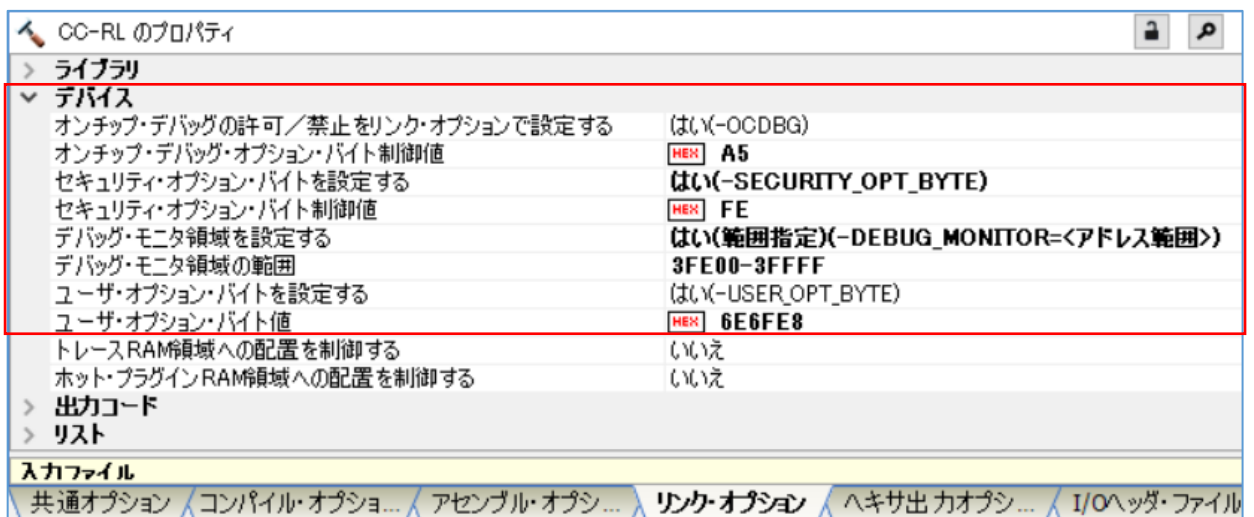 CC-RL のプロパティ
ライブラリ
デバイス
オンチップ・デバッグの許可／禁止をリンク・オプションで設定する はい(-OCDBG)
オンチップ・デバッグ・オプション・バイト制御値 HEX A5
セキュリティ・オプション・バイトを設定する はい(-SECURITY_OPT_BYTE)
セキュリティ・オプション・バイト制御値 HEX FE
デバッグ・モニタ領域を設定する はい(範囲指定)(-DEBUG_MONITOR=<アドレス範囲>)
デバッグ・モニタ領域の範囲 3FE00-3FFFF
ユーザ・オプション・バイトを設定する はい(-USER_OPT_BYTE)
ユーザ・オプション・バイト値 HEX 6E6FE8
トレースRAM領域への配置を制御する いいえ
ホット・プラグインRAM領域への配置を制御する いいえ
出力コード
リスト
入力ファイル
共通オプション コンパイル・オプショ... アセンブル・オプシ... リンク・オプション ヘキサ出力オプシ... I/Oヘッダ・ファイル